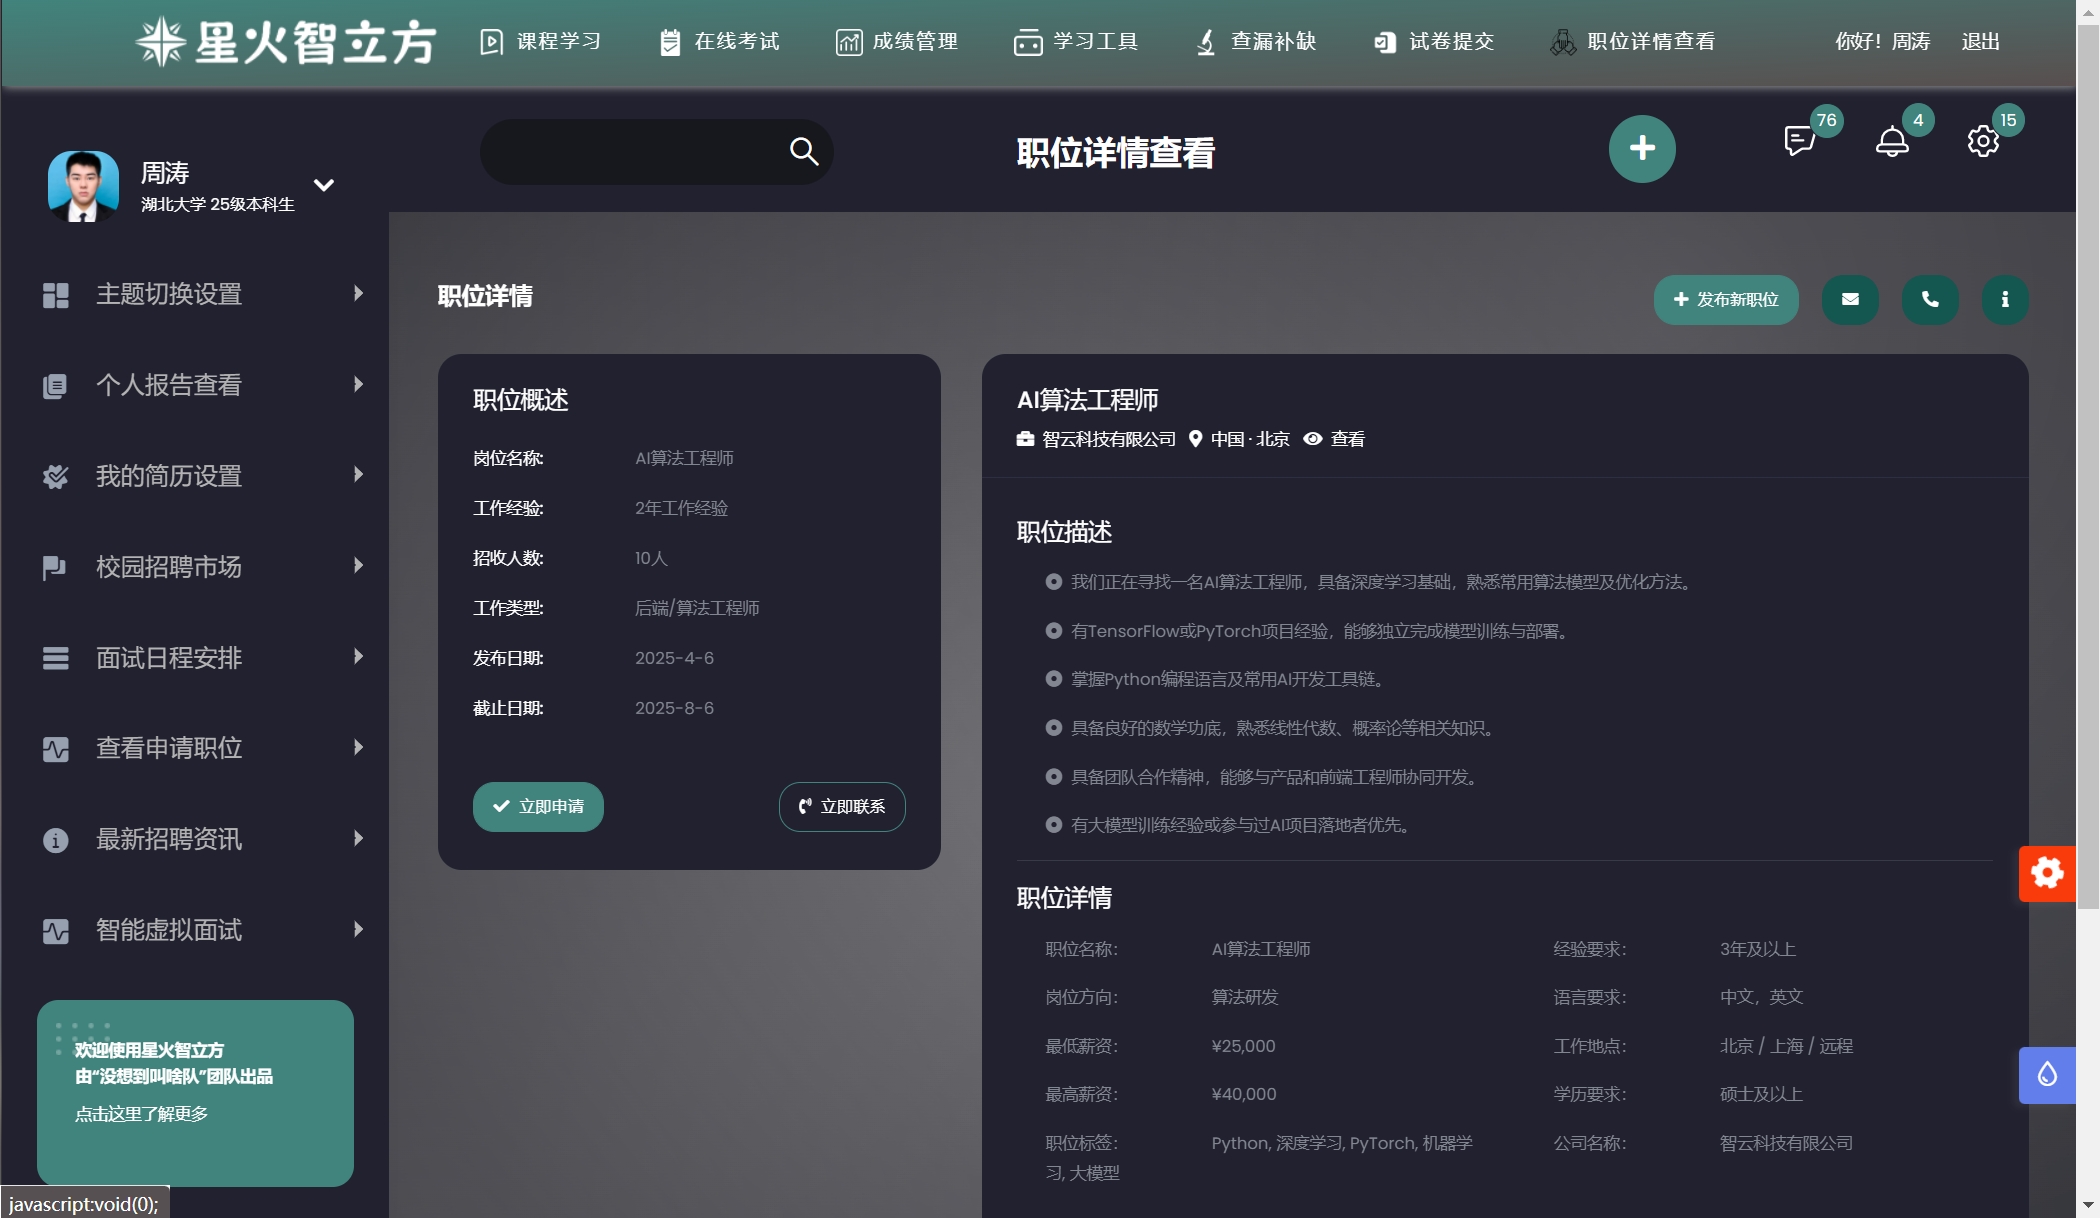 星火智立方
课程学习
在线考试
成绩管理
学习工具
查漏补缺
试卷提交
职位详情查看
你好！周涛
退出
周涛
湖北大学 25级本科生
职位详情查看
76
4
15
主题切换设置
个人报告查看
我的简历设置
校园招聘市场
面试日程安排
查看申请职位
最新招聘资讯
智能虚拟面试
欢迎使用星火智立方
由“没想到叫啥队”团队出品
点击这里了解更多
javascript:void(0);
职位详情
发布新职位
职位概述
岗位名称: AI算法工程师
工作经验: 2年工作经验
招收人数: 10人
工作类型: 后端/算法工程师
发布日期: 2025-4-6
截止日期: 2025-8-6
立即申请
立即联系
AI算法工程师
智云科技有限公司 中国 · 北京 查看
职位描述
我们正在寻找一名AI算法工程师，具备深度学习基础，熟悉常用算法模型及优化方法。
有TensorFlow或PyTorch项目经验，能够独立完成模型训练与部署。
掌握Python编程语言及常用AI开发工具链。
具备良好的数学功底，熟悉线性代数、概率论等相关知识。
具备团队合作精神，能够与产品和前端工程师协同开发。
有大模型训练经验或参与过AI项目落地者优先。
职位详情
职位名称： AI算法工程师 经验要求： 3年及以上
岗位方向： 算法研发 语言要求： 中文，英文
最低薪资： ¥25,000 工作地点： 北京 / 上海 / 远程
最高薪资： ¥40,000 学历要求： 硕士及以上
职位标签： Python, 深度学习, PyTorch, 机器学 公司名称： 智云科技有限公司
习, 大模型